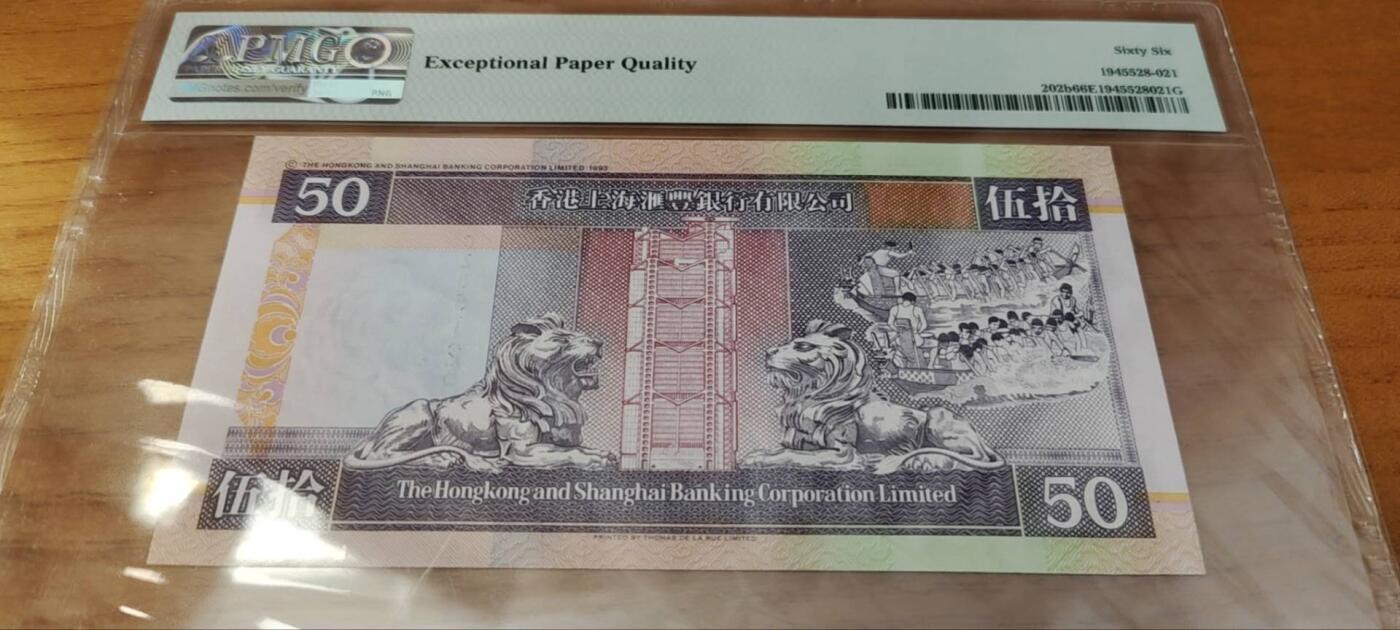 PMG
Exceptional Paper Quality
Sixty Six
1945528-021
202b66E1945528021G
© THE HONGKONG AND SHANGHAI BANKING CORPORATION LIMITED 1993
50
香港上海滙豐銀行有限公司
伍拾
伍拾
The Hongkong and Shanghai Banking Corporation Limited
50
PRINTED BY THOMAS DE LA RUE LIMITED